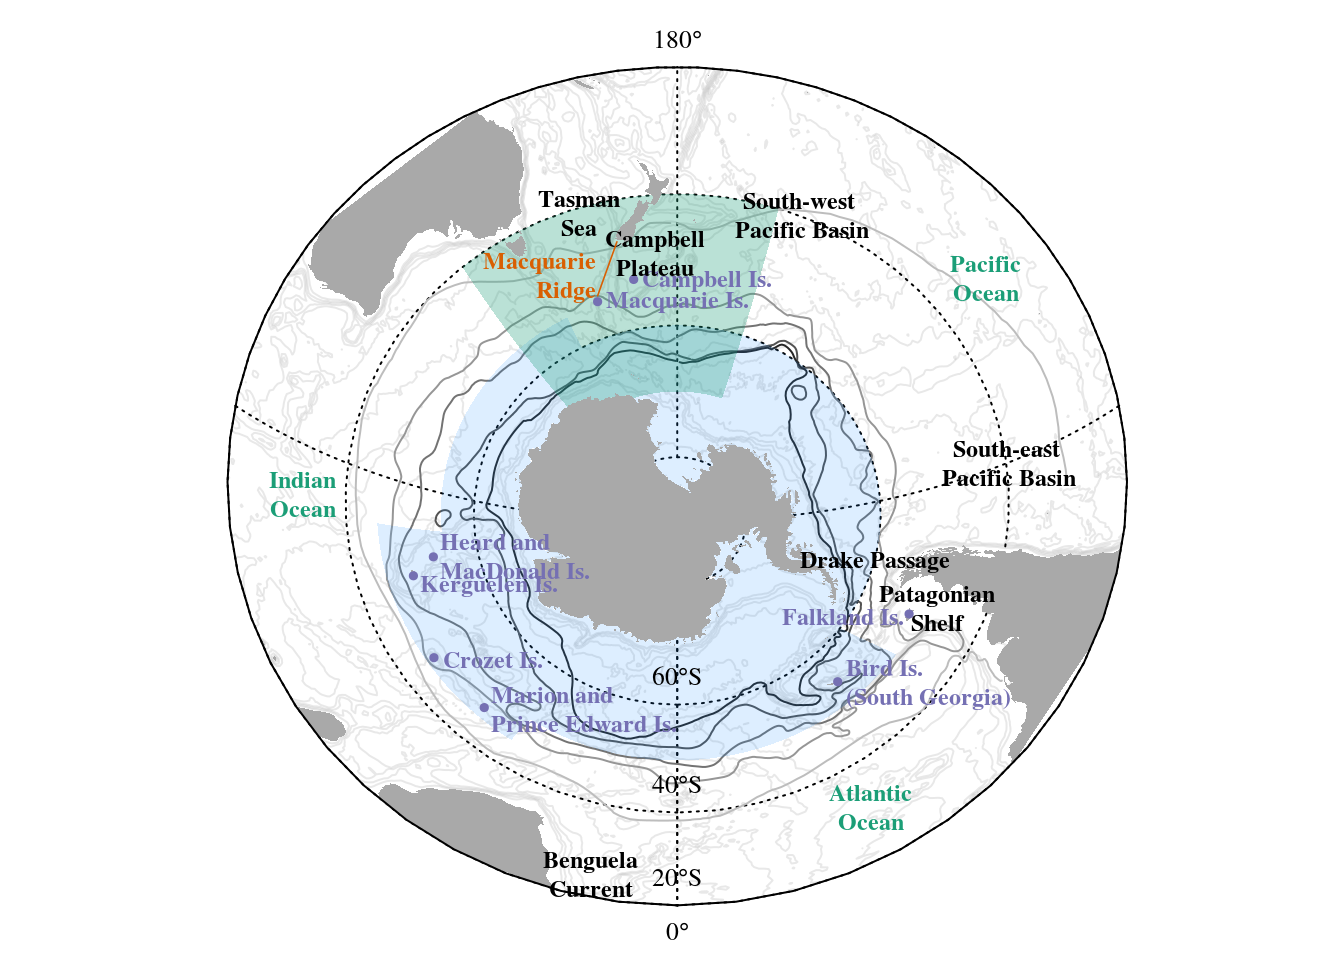 180°
Tasman
Sea
South-west
Pacific Basin
Campbell
Plateau
Macquarie
Ridge
Campbell Is.
Macquarie Is.
Pacific
Ocean
South-east
Pacific Basin
Indian
Ocean
Heard and
MacDonald Is.
Kerguelen Is.
Drake Passage
Patagonian
Shelf
Falkland Is.
Crozet Is.
Bird Is.
(South Georgia)
60°S
Marion and
Prince Edward Is.
40°S
Atlantic
Ocean
Benguela
Current
20°S
0°